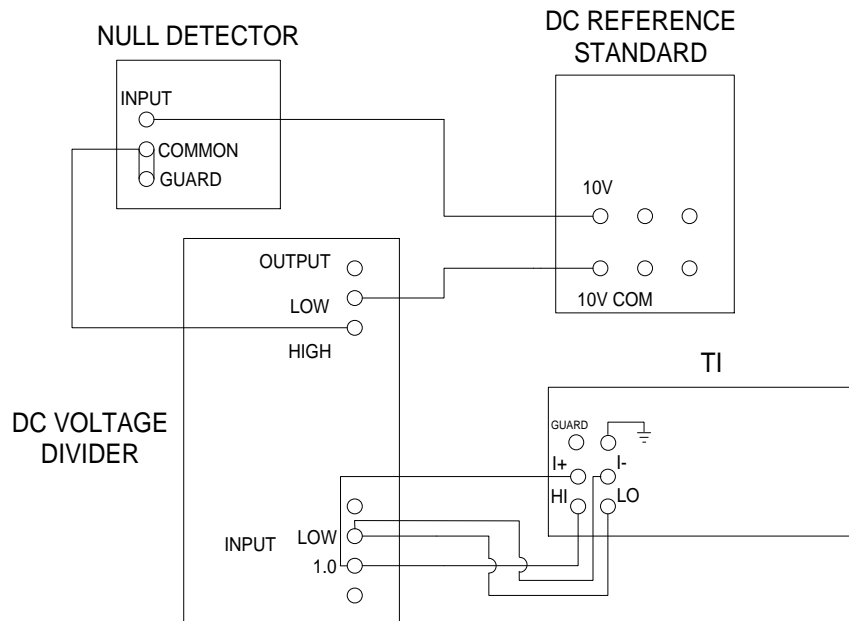 NULL DETECTOR
DC REFERENCE
STANDARD
INPUT
COMMON
GUARD
10V
10V COM
OUTPUT
LOW
HIGH
DC VOLTAGE
DIVIDER
INPUT
LOW
1.0
TI
GUARD
I+
I-
HI
LO